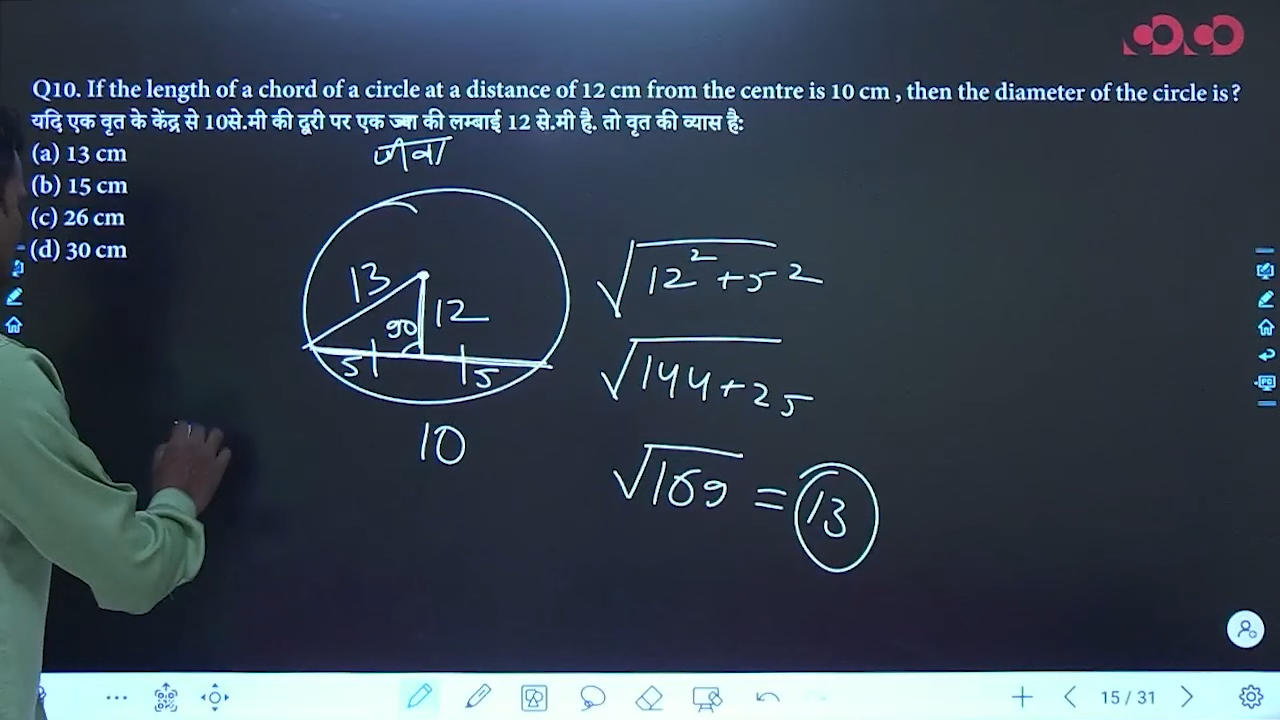 Q10. If the length of a chord of a circle at a distance of 12 cm from the centre is 10 cm , then the diameter of the circle is?
यदि एक वृत के केंद्र से 10से.मी की दूरी पर एक ज्या की लम्बाई 12 से.मी है. तो वृत की व्यास है:
जीवा
(a) 13 cm
(b) 15 cm
(c) 26 cm
(d) 30 cm
13
12
90
5 5
10
√12²+5²
√144+25
√169 = 13
15 / 31